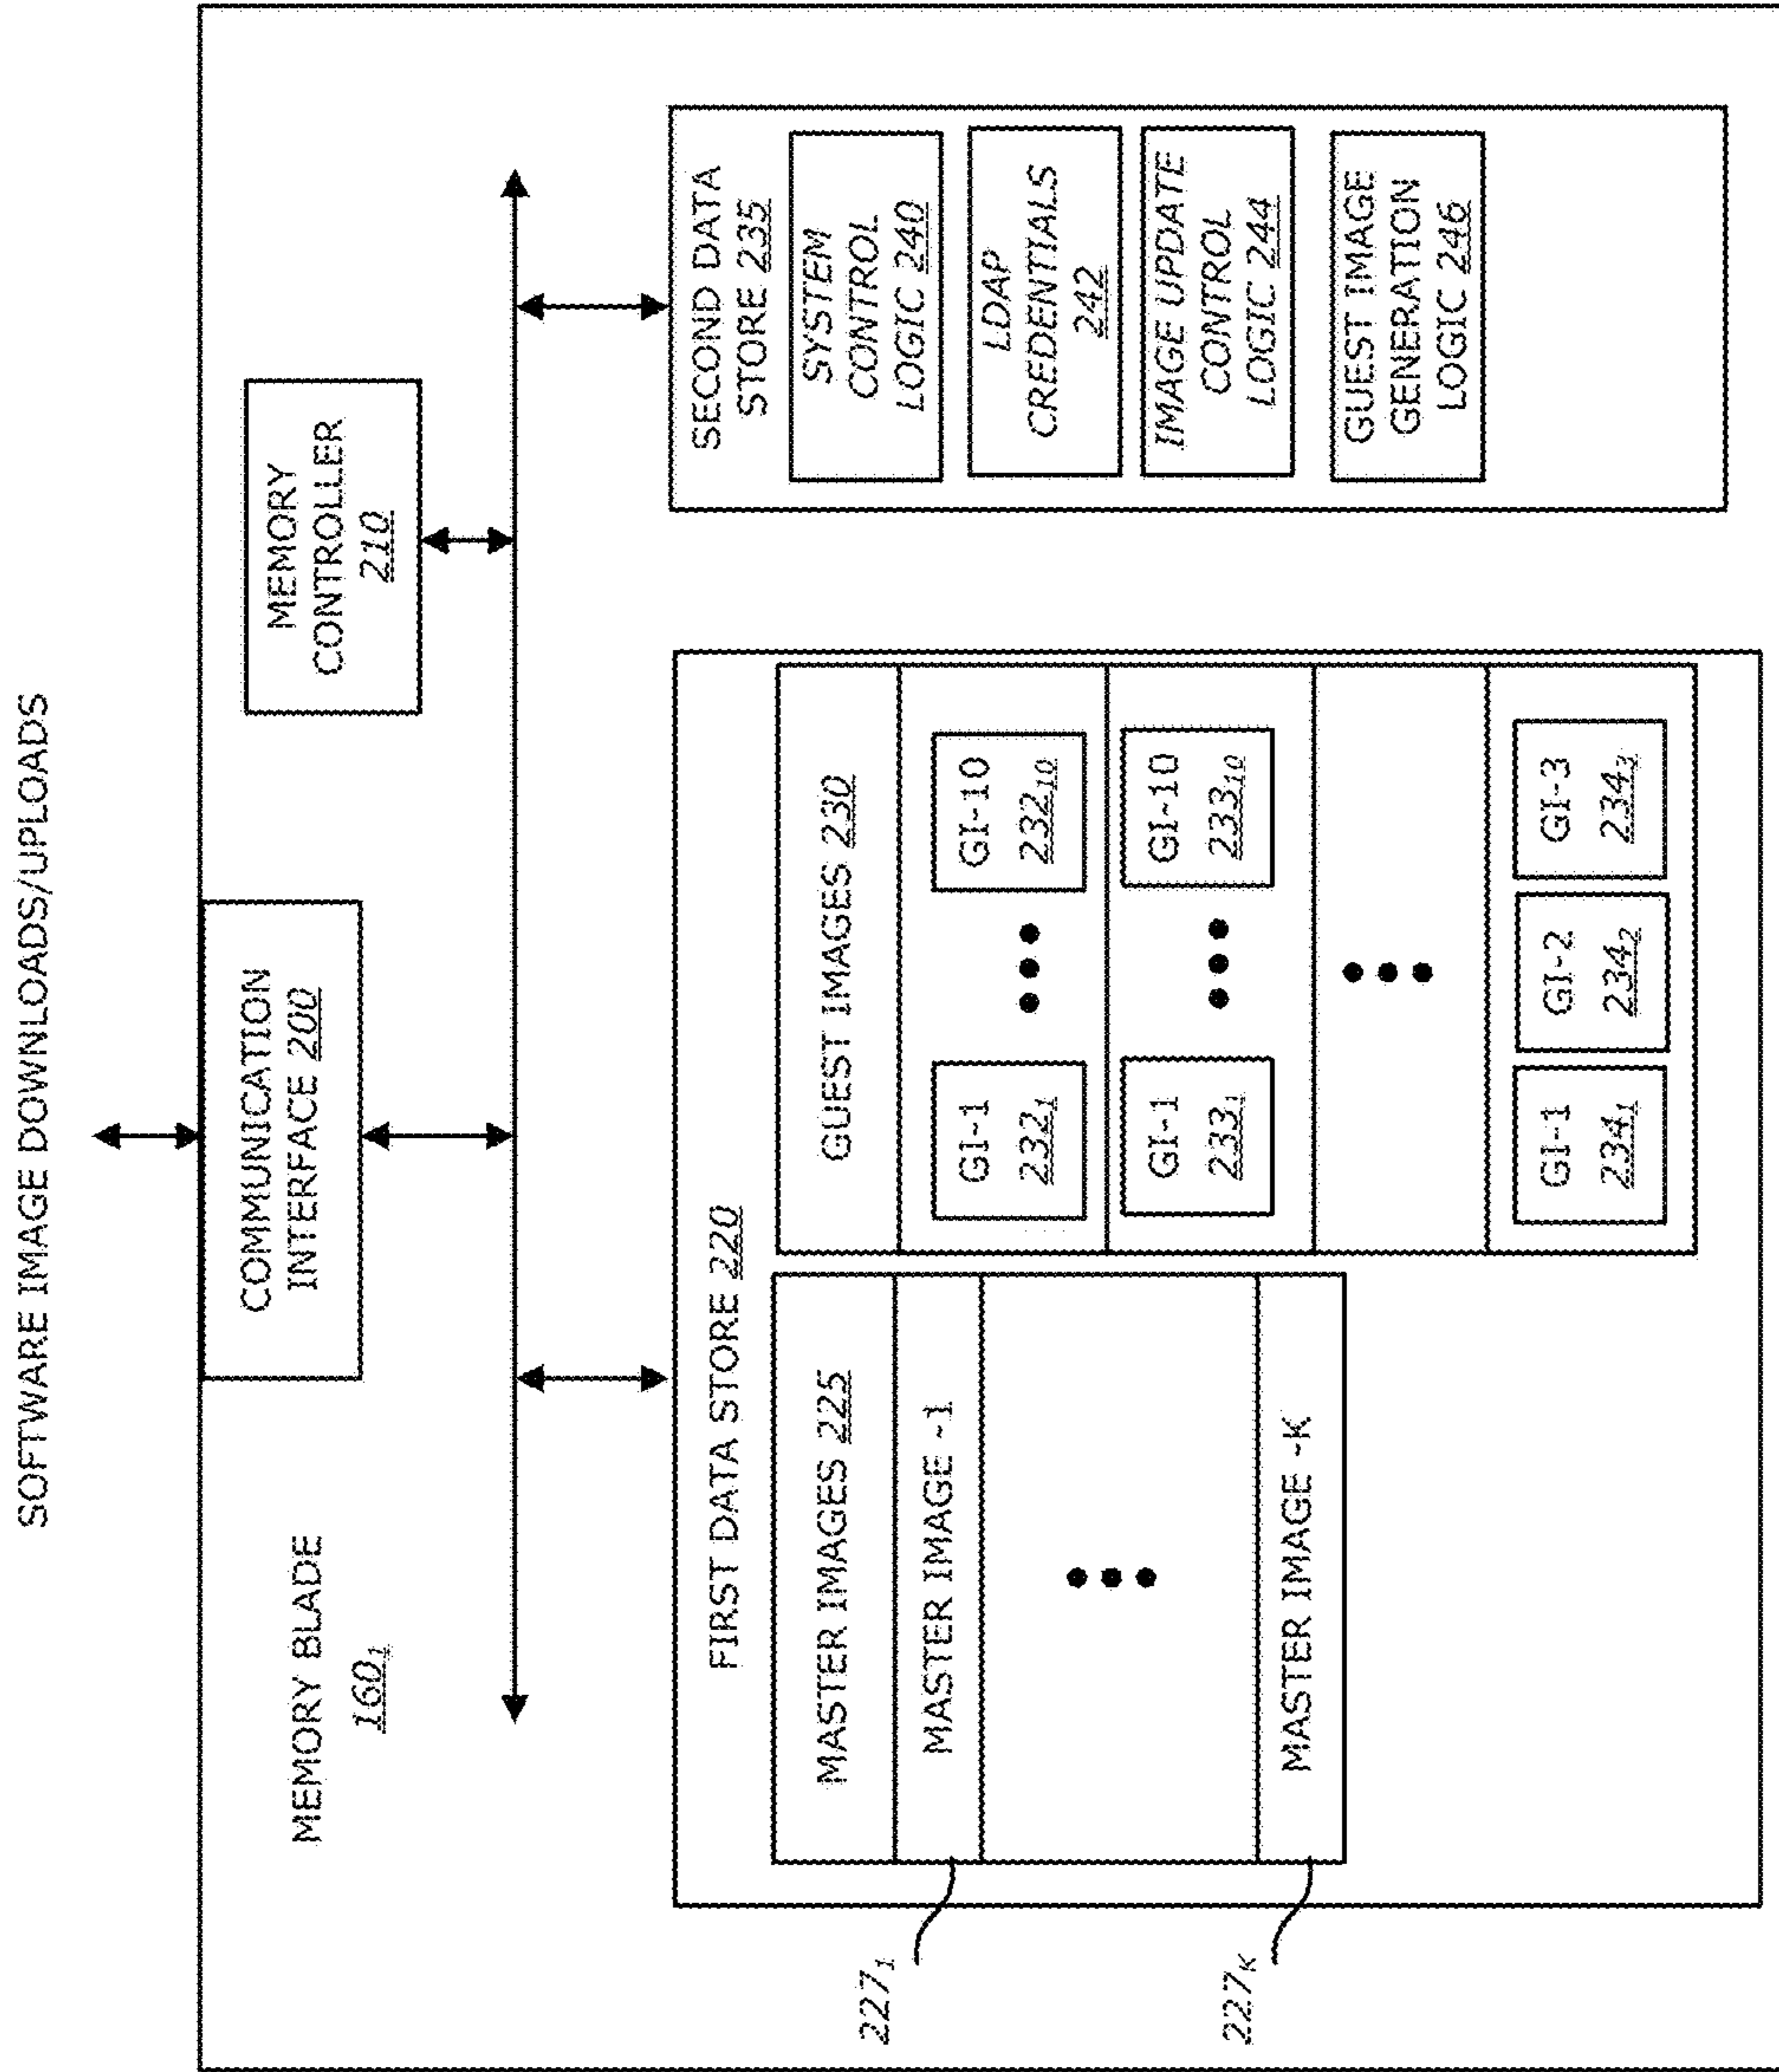 SOFTWARE IMAGE DOWNLOADS/UPLOADS
MEMORY BLADE
160₁
COMMUNICATION
INTERFACE 200
MEMORY
CONTROLLER
210
FIRST DATA STORE 220
MASTER IMAGES 225
MASTER IMAGE -1
MASTER IMAGE -K
227₁
227ₖ
GUEST IMAGES 230
GI-1
232₁
GI-10
232₁₀
GI-1
233₁
GI-10
233₁₀
GI-1
234₁
GI-2
234₂
GI-3
234₃
SECOND DATA
STORE 235
SYSTEM
CONTROL
LOGIC 240
LDAP
CREDENTIALS
242
IMAGE UPDATE
CONTROL
LOGIC 244
GUEST IMAGE
GENERATION
LOGIC 246